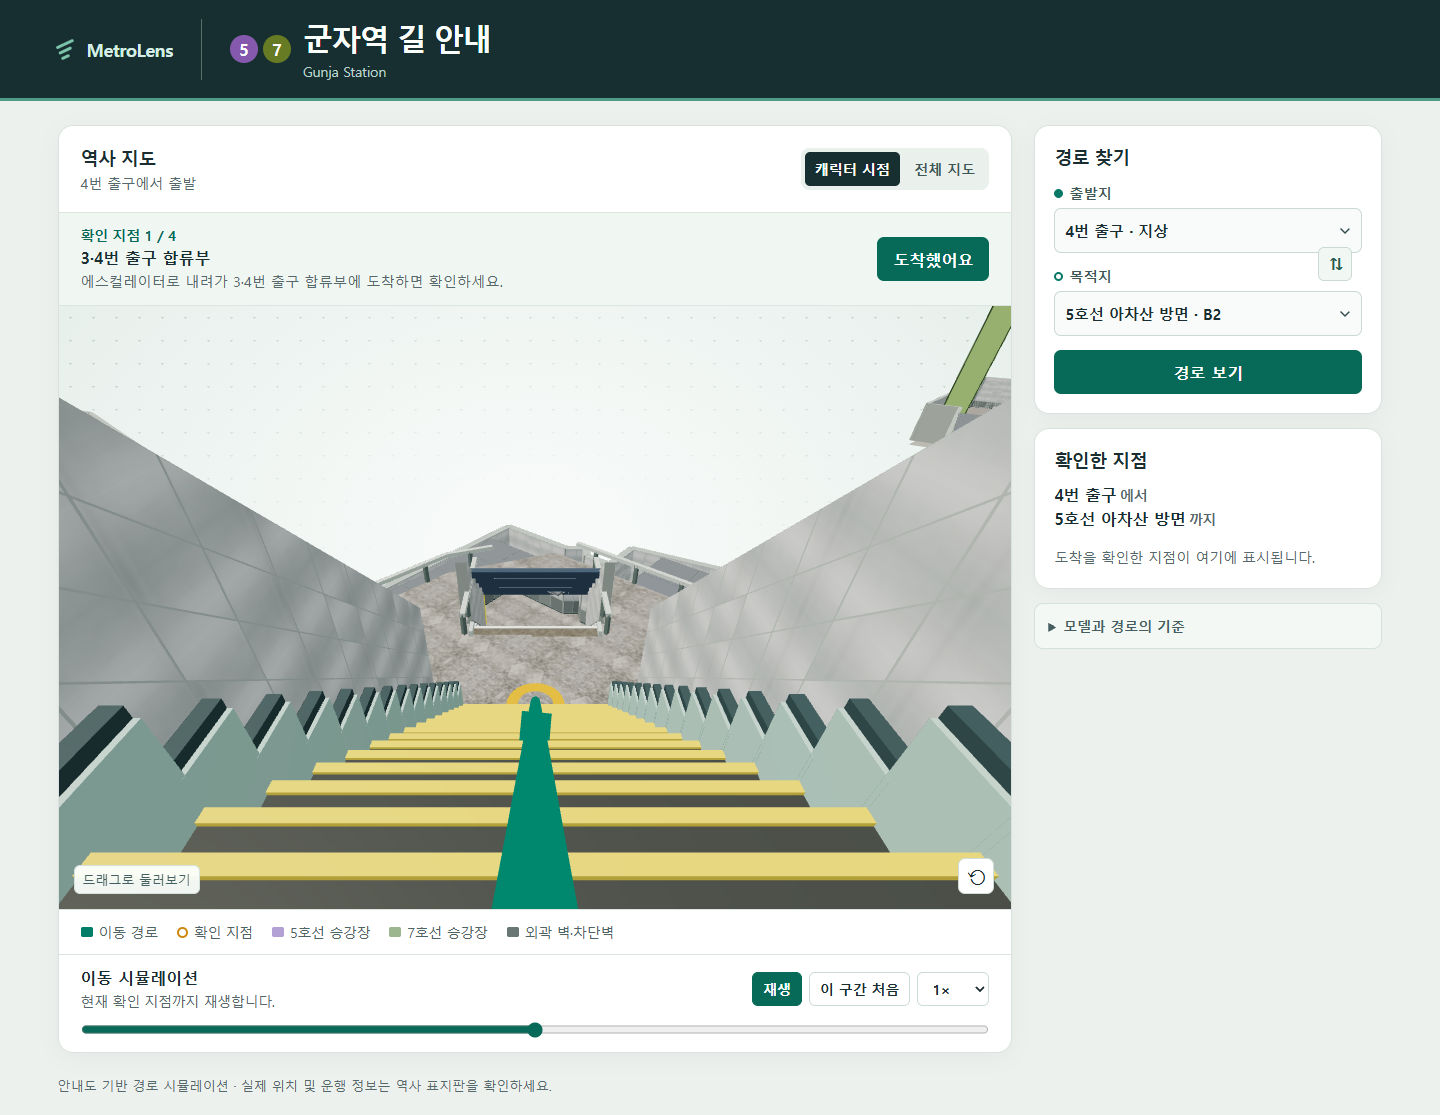 MetroLens
5 7 군자역 길 안내
Gunja Station
역사 지도
4번 출구에서 출발
캐릭터 시점
전체 지도
확인 지점 1 / 4
3·4번 출구 합류부
에스컬레이터로 내려가 3·4번 출구 합류부에 도착하면 확인하세요.
도착했어요
드래그로 둘러보기
이동 경로
확인 지점
5호선 승강장
7호선 승강장
외곽 벽·차단벽
이동 시뮬레이션
현재 확인 지점까지 재생합니다.
재생
이 구간 처음
1×
경로 찾기
출발지
4번 출구 · 지상
목적지
5호선 아차산 방면 · B2
경로 보기
확인한 지점
4번 출구 에서
5호선 아차산 방면 까지
도착을 확인한 지점이 여기에 표시됩니다.
모델과 경로의 기준
안내도 기반 경로 시뮬레이션 · 실제 위치 및 운행 정보는 역사 표지판을 확인하세요.